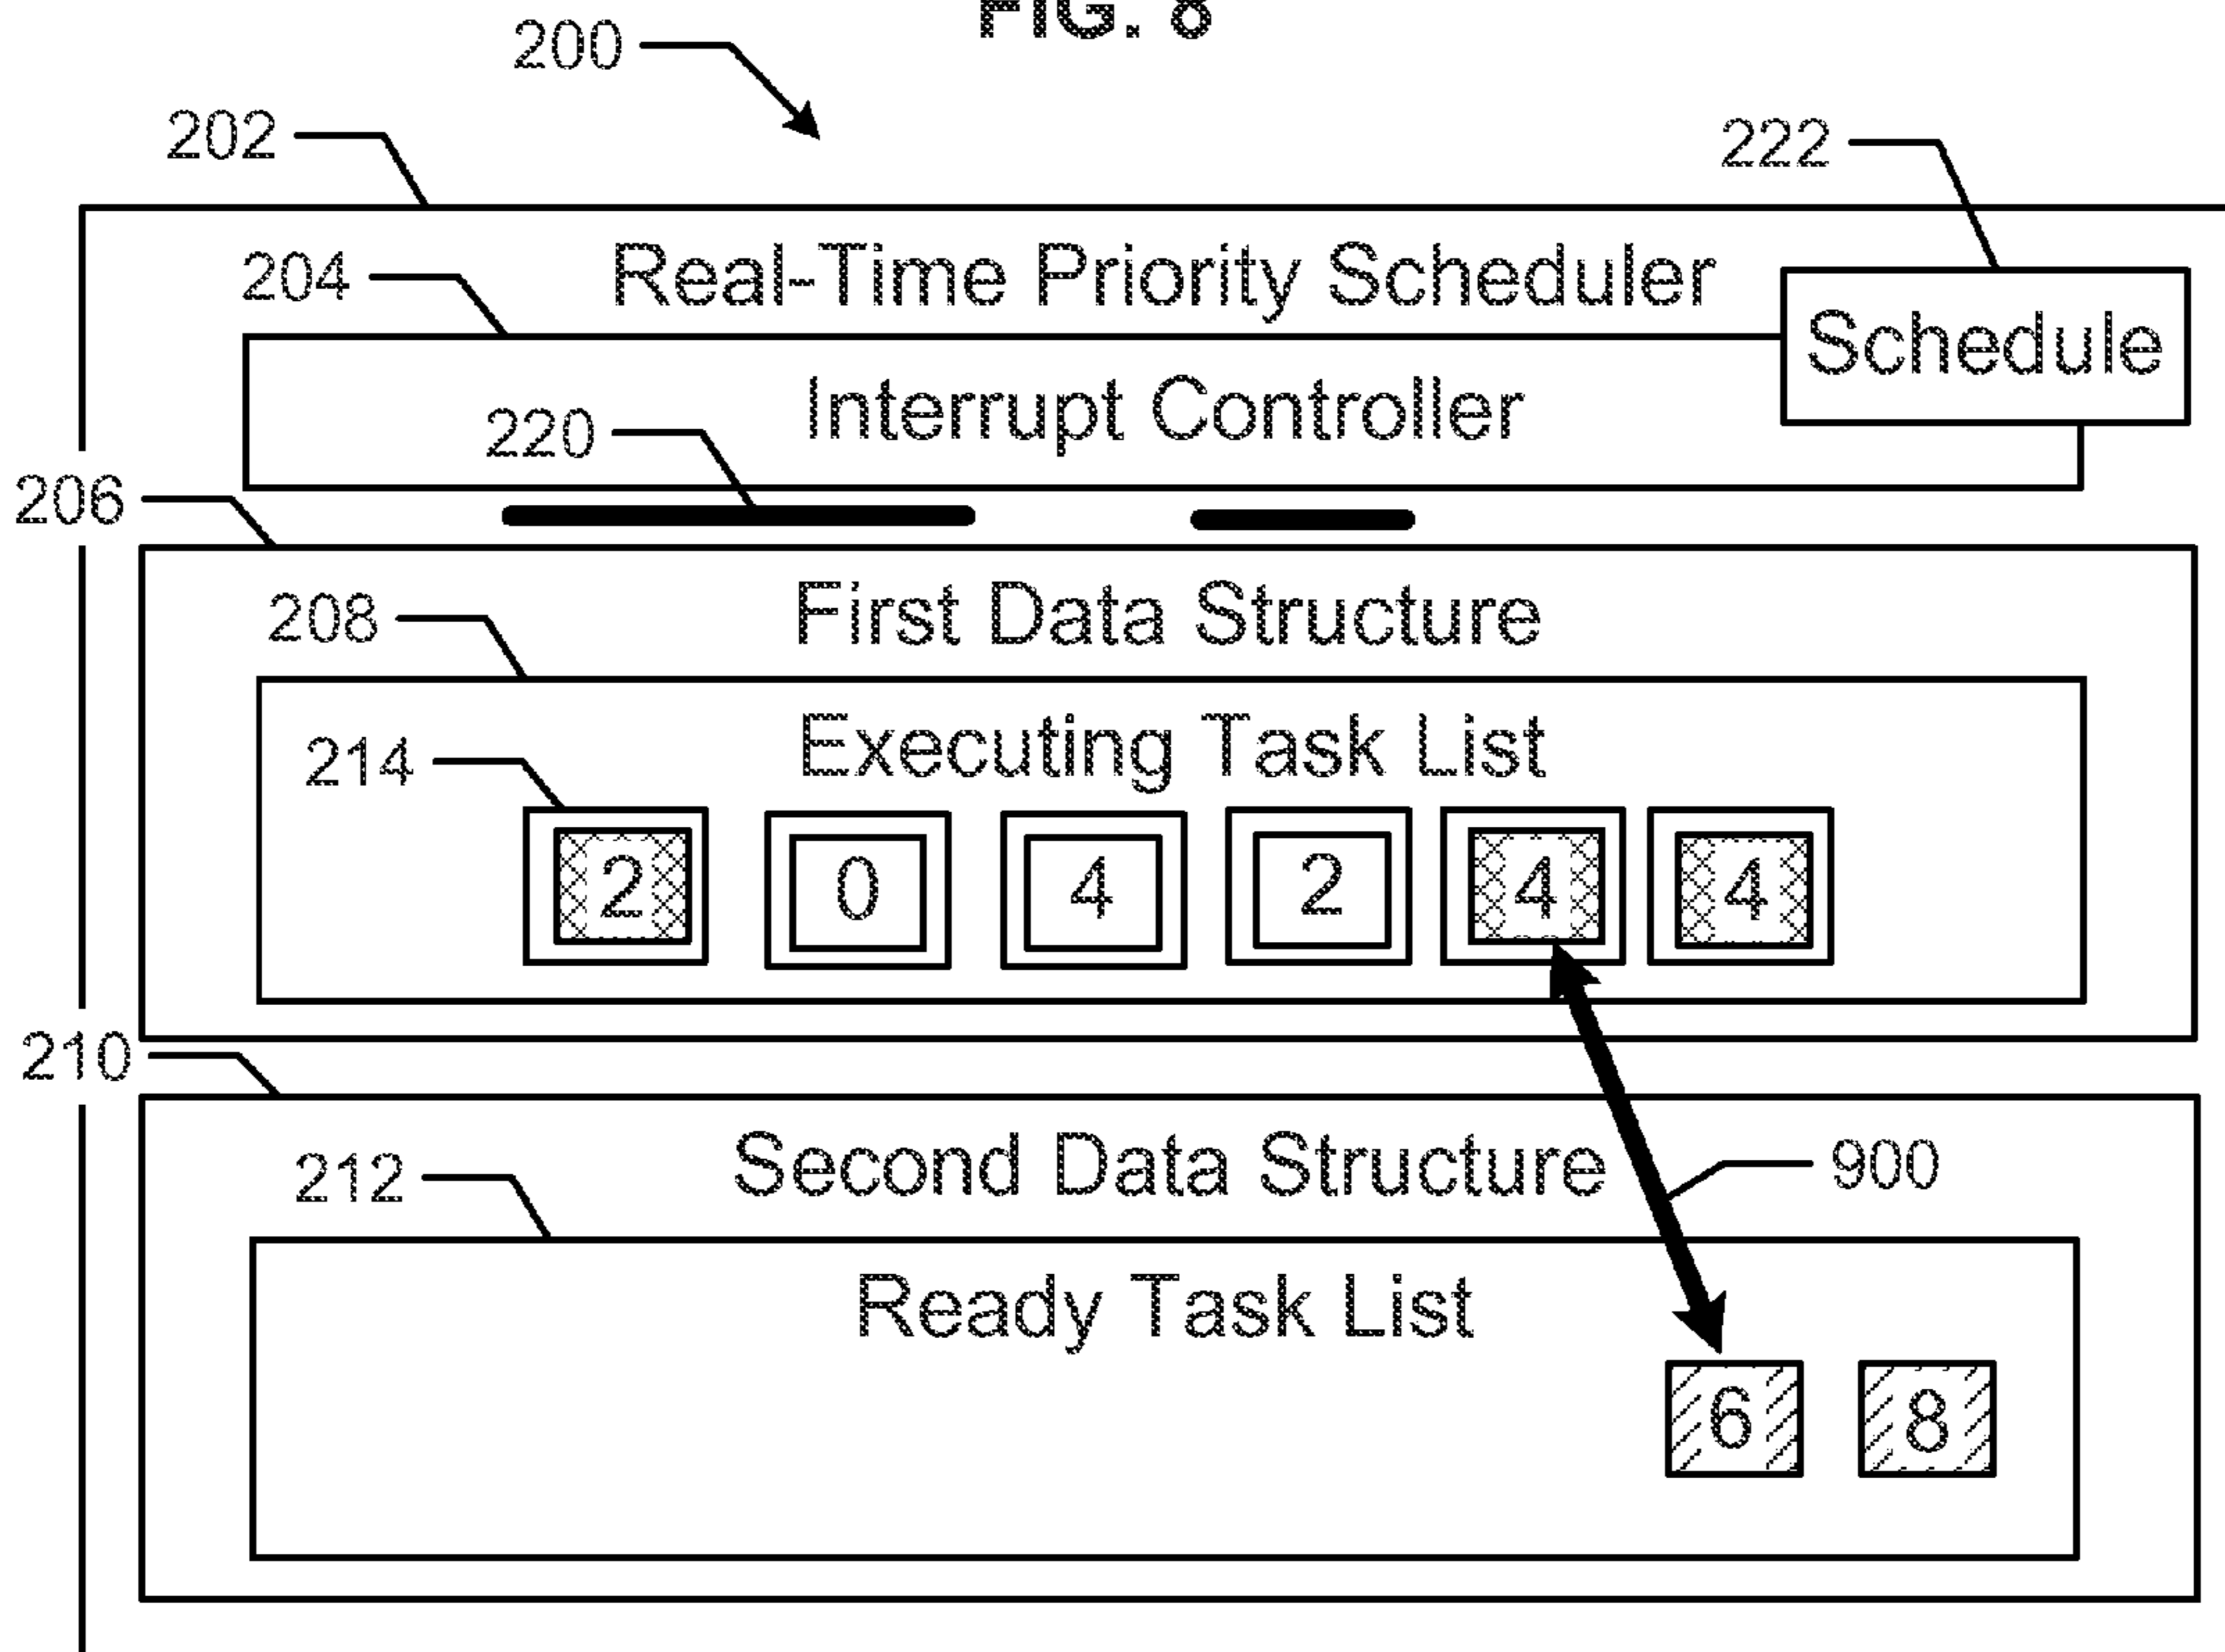 FIG. 8
200
202
222
204
Real-Time Priority Scheduler
Schedule
Interrupt Controller
220
206
First Data Structure
208
Executing Task List
214
2 0 4 2 4 4
210
Second Data Structure
900
212
Ready Task List
6 8